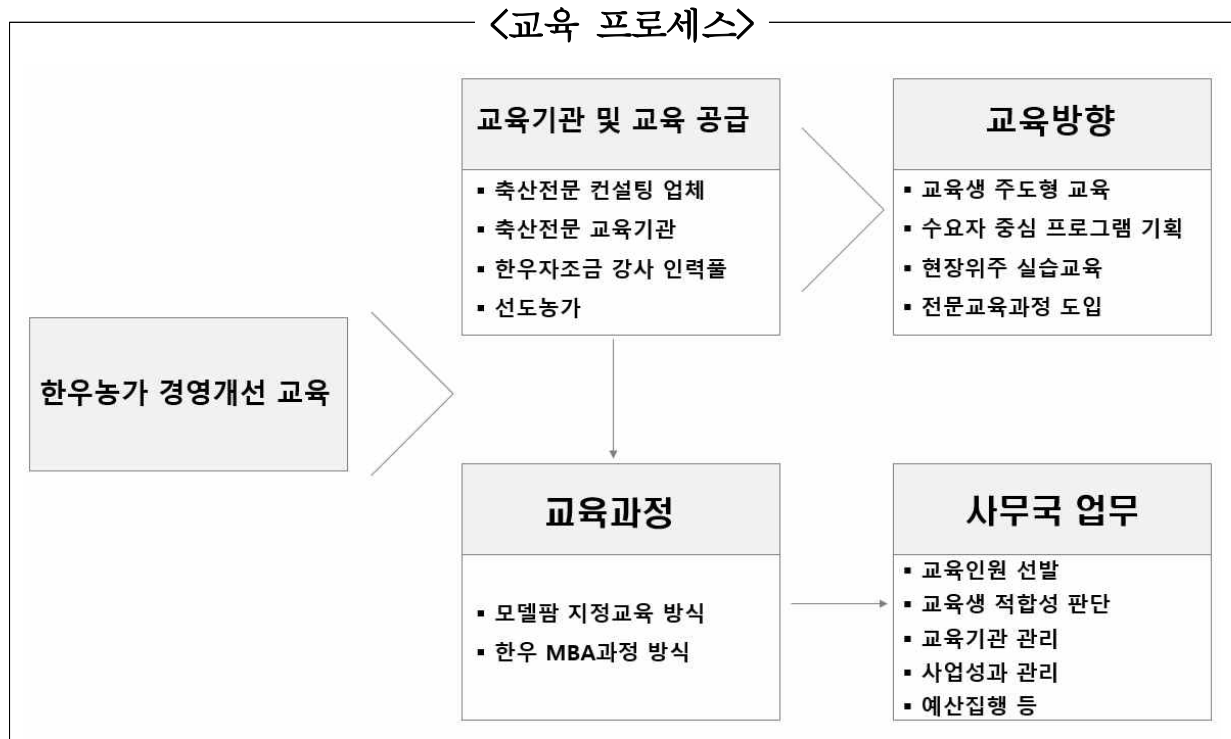 <교육 프로세스>
한우농가 경영개선 교육
교육기관 및 교육 공급
▪ 축산전문 컨설팅 업체
▪ 축산전문 교육기관
▪ 한우자조금 강사 인력풀
▪ 선도농가
교육방향
▪ 교육생 주도형 교육
▪ 수요자 중심 프로그램 기획
▪ 현장위주 실습교육
▪ 전문교육과정 도입
교육과정
▪ 모델팜 지정교육 방식
▪ 한우 MBA과정 방식
사무국 업무
▪ 교육인원 선발
▪ 교육생 적합성 판단
▪ 교육기관 관리
▪ 사업성과 관리
▪ 예산집행 등